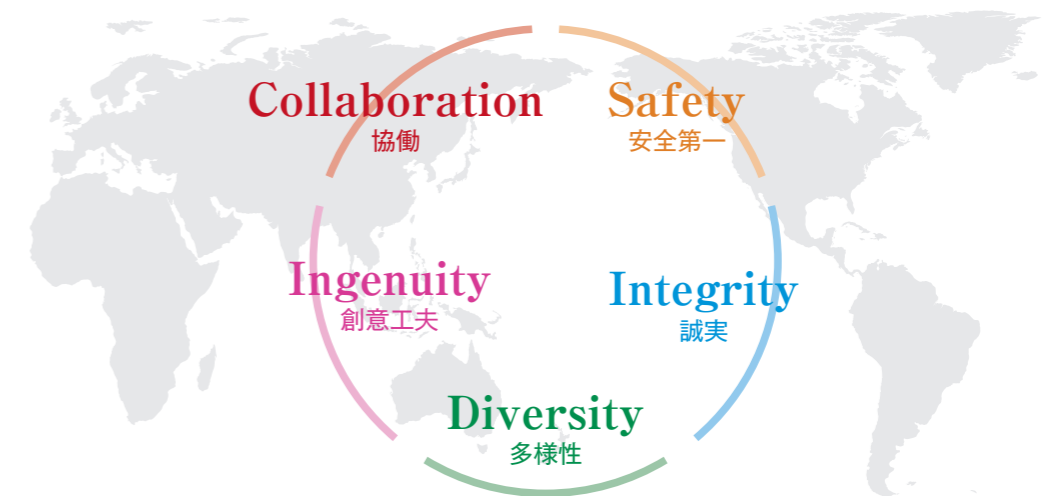 Collaboration
協働
Safety
安全第一
Ingenuity
創意工夫
Integrity
誠実
Diversity
多様性